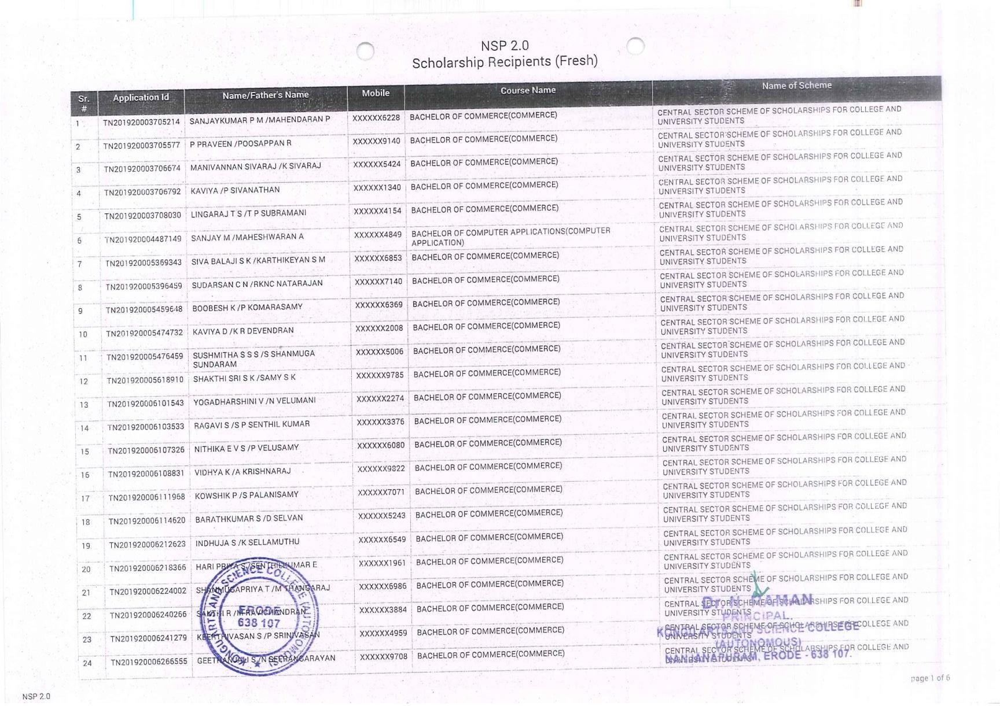 NSP 2.0
Scholarship Recipients (Fresh)
Sr. # Application Id Name/Father's Name Mobile Course Name Name of Scheme
1 TN201920003705214 SANJAYKUMAR P M /MAHENDARAN P XXXXXX6228 BACHELOR OF COMMERCE(COMMERCE) CENTRAL SECTOR SCHEME OF SCHOLARSHIPS FOR COLLEGE AND
UNIVERSITY STUDENTS
2 TN201920003705577 P PRAVEEN /POOSAPPAN R XXXXXX9140 BACHELOR OF COMMERCE(COMMERCE) CENTRAL SECTOR SCHEME OF SCHOLARSHIPS FOR COLLEGE AND
UNIVERSITY STUDENTS
3 TN201920003706674 MANIVANNAN SIVARAJ /K SIVARAJ XXXXXX5424 BACHELOR OF COMMERCE(COMMERCE) CENTRAL SECTOR SCHEME OF SCHOLARSHIPS FOR COLLEGE AND
UNIVERSITY STUDENTS
4 TN201920003706792 KAVIYA /P SIVANATHAN XXXXXX1340 BACHELOR OF COMMERCE(COMMERCE) CENTRAL SECTOR SCHEME OF SCHOLARSHIPS FOR COLLEGE AND
UNIVERSITY STUDENTS
5 TN201920003708030 LINGARAJ T S /T P SUBRAMANI XXXXXX4154 BACHELOR OF COMMERCE(COMMERCE) CENTRAL SECTOR SCHEME OF SCHOLARSHIPS FOR COLLEGE AND
UNIVERSITY STUDENTS
6 TN201920004487149 SANJAY M /MAHESHWARAN A XXXXXX4849 BACHELOR OF COMPUTER APPLICATIONS(COMPUTER CENTRAL SECTOR SCHEME OF SCHOLARSHIPS FOR COLLEGE AND
APPLICATION) UNIVERSITY STUDENTS
7 TN201920005369343 SIVA BALAJI S K /KARTHIKEYAN S M XXXXXX6853 BACHELOR OF COMMERCE(COMMERCE) CENTRAL SECTOR SCHEME OF SCHOLARSHIPS FOR COLLEGE AND
UNIVERSITY STUDENTS
8 TN201920005396459 SUDARSAN C N /RKNC NATARAJAN XXXXXX7140 BACHELOR OF COMMERCE(COMMERCE) CENTRAL SECTOR SCHEME OF SCHOLARSHIPS FOR COLLEGE AND
UNIVERSITY STUDENTS
9 TN201920005459648 BOOBESH K /P KOMARASAMY XXXXXX6369 BACHELOR OF COMMERCE(COMMERCE) CENTRAL SECTOR SCHEME OF SCHOLARSHIPS FOR COLLEGE AND
UNIVERSITY STUDENTS
10 TN201920005474732 KAVIYA D /K R DEVENDRAN XXXXXX2008 BACHELOR OF COMMERCE(COMMERCE) CENTRAL SECTOR SCHEME OF SCHOLARSHIPS FOR COLLEGE AND
UNIVERSITY STUDENTS
11 TN201920005476459 SUSHMITHA S S S /S SHANMUGA XXXXXX5006 BACHELOR OF COMMERCE(COMMERCE) CENTRAL SECTOR SCHEME OF SCHOLARSHIPS FOR COLLEGE AND
SUNDARAM UNIVERSITY STUDENTS
12 TN201920005618910 SHAKTHI SRI S K /SAMY S K XXXXXX9785 BACHELOR OF COMMERCE(COMMERCE) CENTRAL SECTOR SCHEME OF SCHOLARSHIPS FOR COLLEGE AND
UNIVERSITY STUDENTS
13 TN201920006101543 YOGADHARSHINI V /N VELUMANI XXXXXX2274 BACHELOR OF COMMERCE(COMMERCE) CENTRAL SECTOR SCHEME OF SCHOLARSHIPS FOR COLLEGE AND
UNIVERSITY STUDENTS
14 TN201920006103533 RAGAVI S /S P SENTHIL KUMAR XXXXXX3376 BACHELOR OF COMMERCE(COMMERCE) CENTRAL SECTOR SCHEME OF SCHOLARSHIPS FOR COLLEGE AND
UNIVERSITY STUDENTS
15 TN201920006107326 NITHIKA E V S /P VELUSAMY XXXXXX6080 BACHELOR OF COMMERCE(COMMERCE) CENTRAL SECTOR SCHEME OF SCHOLARSHIPS FOR COLLEGE AND
UNIVERSITY STUDENTS
16 TN201920006108831 VIDHYA K /A KRISHNARAJ XXXXXX9822 BACHELOR OF COMMERCE(COMMERCE) CENTRAL SECTOR SCHEME OF SCHOLARSHIPS FOR COLLEGE AND
UNIVERSITY STUDENTS
17 TN201920006111968 KOWSHIK P /S PALANISAMY XXXXXX7071 BACHELOR OF COMMERCE(COMMERCE) CENTRAL SECTOR SCHEME OF SCHOLARSHIPS FOR COLLEGE AND
UNIVERSITY STUDENTS
18 TN201920006114620 BARATHKUMAR S /D SELVAN XXXXXX5243 BACHELOR OF COMMERCE(COMMERCE) CENTRAL SECTOR SCHEME OF SCHOLARSHIPS FOR COLLEGE AND
UNIVERSITY STUDENTS
19 TN201920006212623 INDHUJA S /K SELLAMUTHU XXXXXX6549 BACHELOR OF COMMERCE(COMMERCE) CENTRAL SECTOR SCHEME OF SCHOLARSHIPS FOR COLLEGE AND
UNIVERSITY STUDENTS
20 TN201920006218366 HARI PRIYA S /SENTHILKUMAR E XXXXXX1961 BACHELOR OF COMMERCE(COMMERCE) CENTRAL SECTOR SCHEME OF SCHOLARSHIPS FOR COLLEGE AND
UNIVERSITY STUDENTS
21 TN201920006224002 SHANMUGAPRIYA T /M THANGARAJ XXXXXX6986 BACHELOR OF COMMERCE(COMMERCE) CENTRAL SECTOR SCHEME OF SCHOLARSHIPS FOR COLLEGE AND
UNIVERSITY STUDENTS
22 TN201920006240266 SAKTHI R /M RAVICHANDRAN XXXXXX3884 BACHELOR OF COMMERCE(COMMERCE) CENTRAL SECTOR SCHEME OF SCHOLARSHIPS FOR COLLEGE AND
UNIVERSITY STUDENTS
23 TN201920006241279 KEERTHIVASAN S /P SRINIVASAN XXXXXX4959 BACHELOR OF COMMERCE(COMMERCE) CENTRAL SECTOR SCHEME OF SCHOLARSHIPS FOR COLLEGE AND
UNIVERSITY STUDENTS
24 TN201920006266555 GEETHANJALI S /N SEERANGARAYAN XXXXXX9708 BACHELOR OF COMMERCE(COMMERCE) CENTRAL SECTOR SCHEME OF SCHOLARSHIPS FOR COLLEGE AND
UNIVERSITY STUDENTS
KONGU ARTS AND SCIENCE COLLEGE (AUTONOMOUS)
ERODE
638 107
Dr. N. RAMAN
PRINCIPAL.
KONGU ARTS AND SCIENCE COLLEGE
(AUTONOMOUS)
NANJANAPURAM, ERODE - 638 107.
page 1 of 6
NSP 2.0